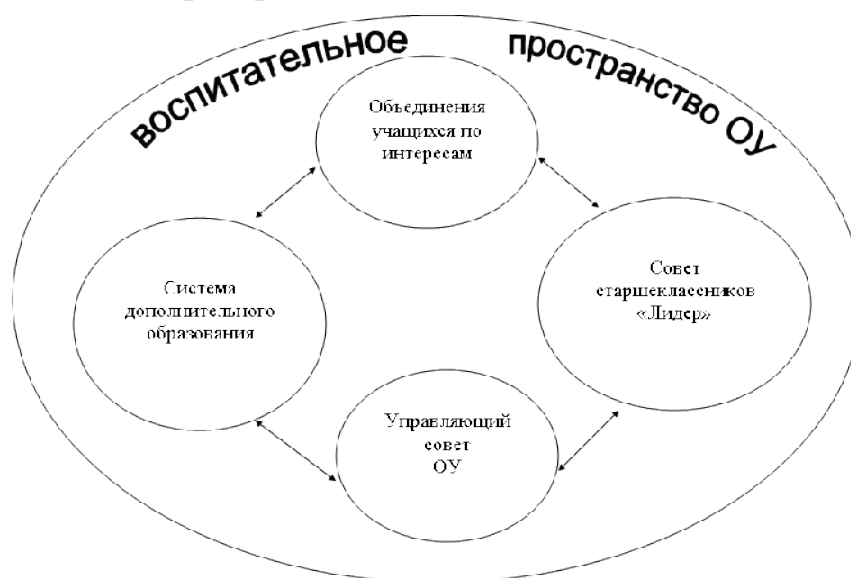 воспитательное пространство ОУ
Объединения
учащихся по
интересам
Система
дополнительного
образования
Совет
старшеклассников
«Лидер»
Управляющий
совет
ОУ